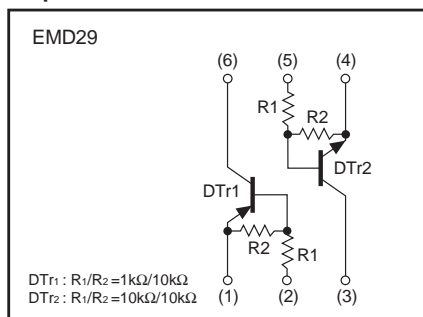 EMD29
(6) (5) (4)
R1
R2
DTr2
DTr1
R2
R1
(1) (2) (3)
DTr1 : R1/R2=1kΩ/10kΩ
DTr2 : R1/R2=10kΩ/10kΩ